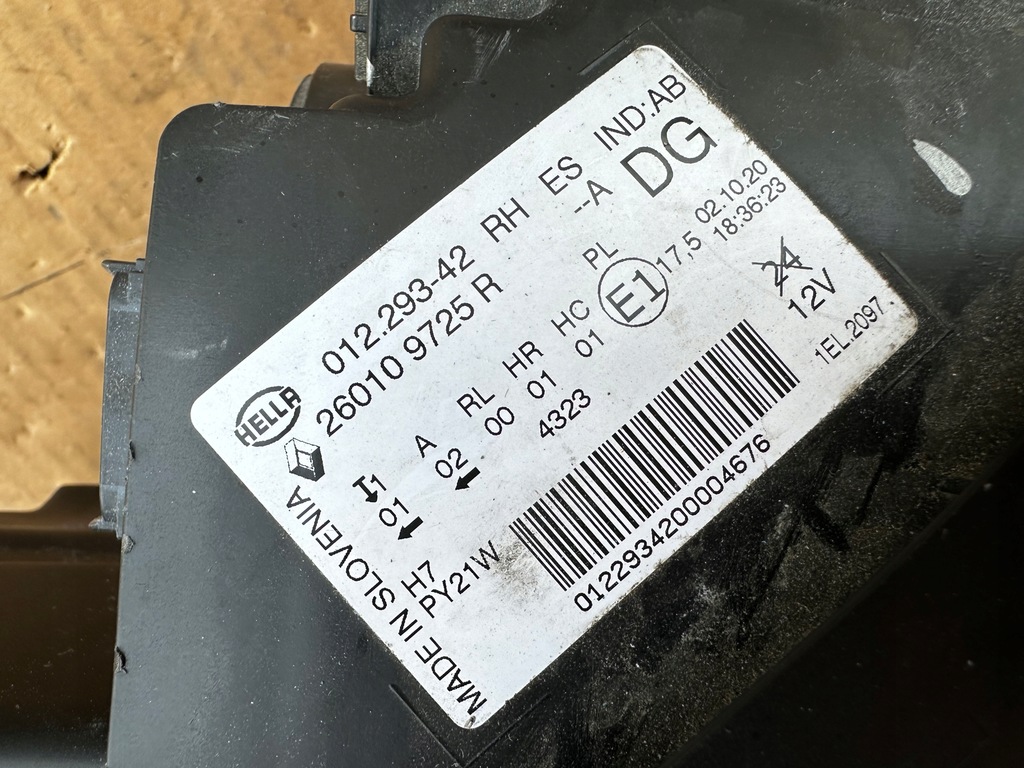 HELLA 012.293-42 RH ES IND:AB
26010 9725 R --A DG
1 A RL HR HC PL E1 17,5 02.10.20
01 02 00 01 01 18:36:23
4323
24
12V
H7
PY21W
1EL.2097.
0122934200004676
MADE IN SLOVENIA